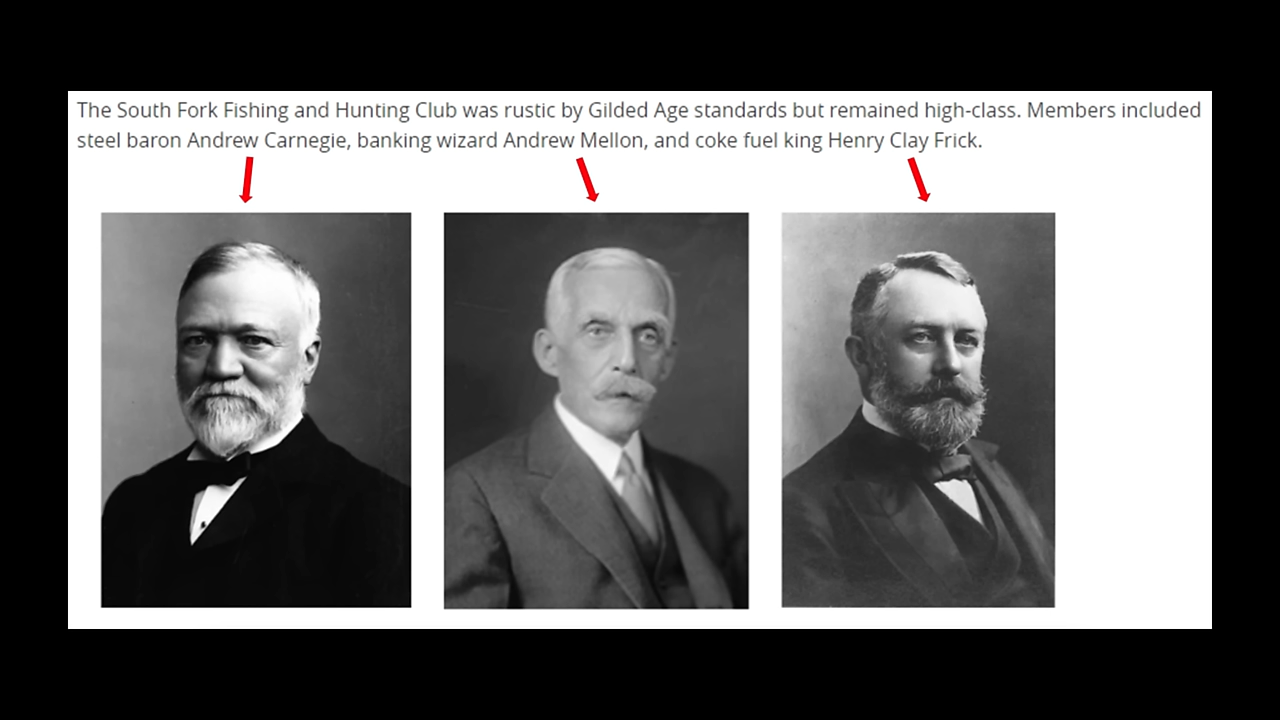 The South Fork Fishing and Hunting Club was rustic by Gilded Age standards but remained high-class. Members included
steel baron Andrew Carnegie, banking wizard Andrew Mellon, and coke fuel king Henry Clay Frick.